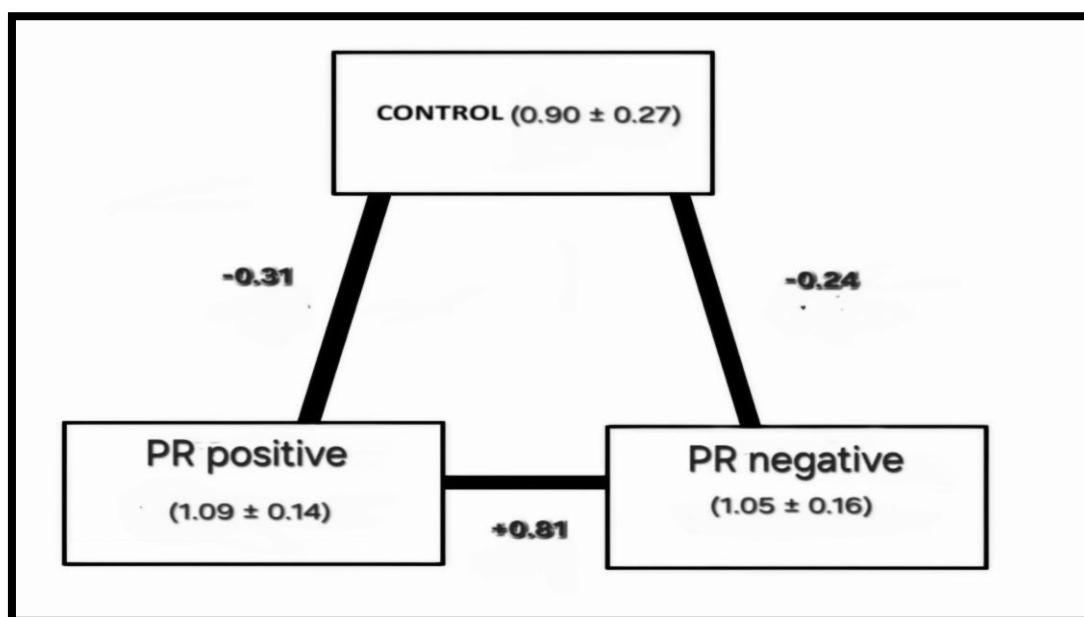 CONTROL (0.90 ± 0.27)
-0.31
-0.24
PR positive
(1.09 ± 0.14)
PR negative
(1.05 ± 0.16)
+0.81